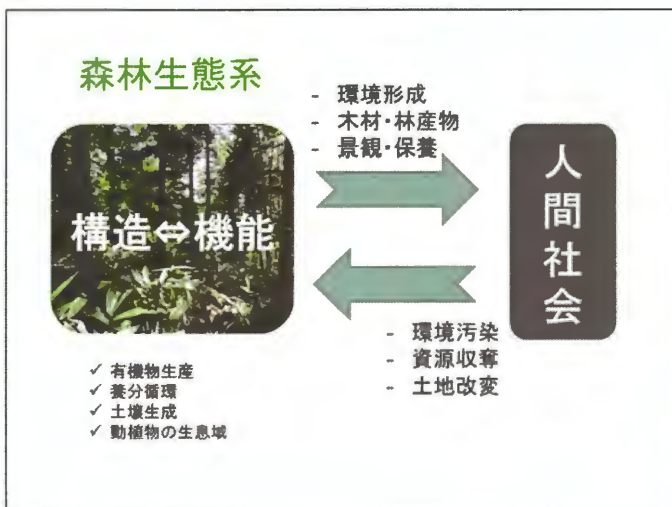 森林生態系
- 環境形成
- 木材・林産物
- 景観・保養
構造⇔機能
人間社会
- 環境汚染
- 資源収奪
- 土地改変
✓ 有機物生産
✓ 養分循環
✓ 土壌生成
✓ 動植物の生息域